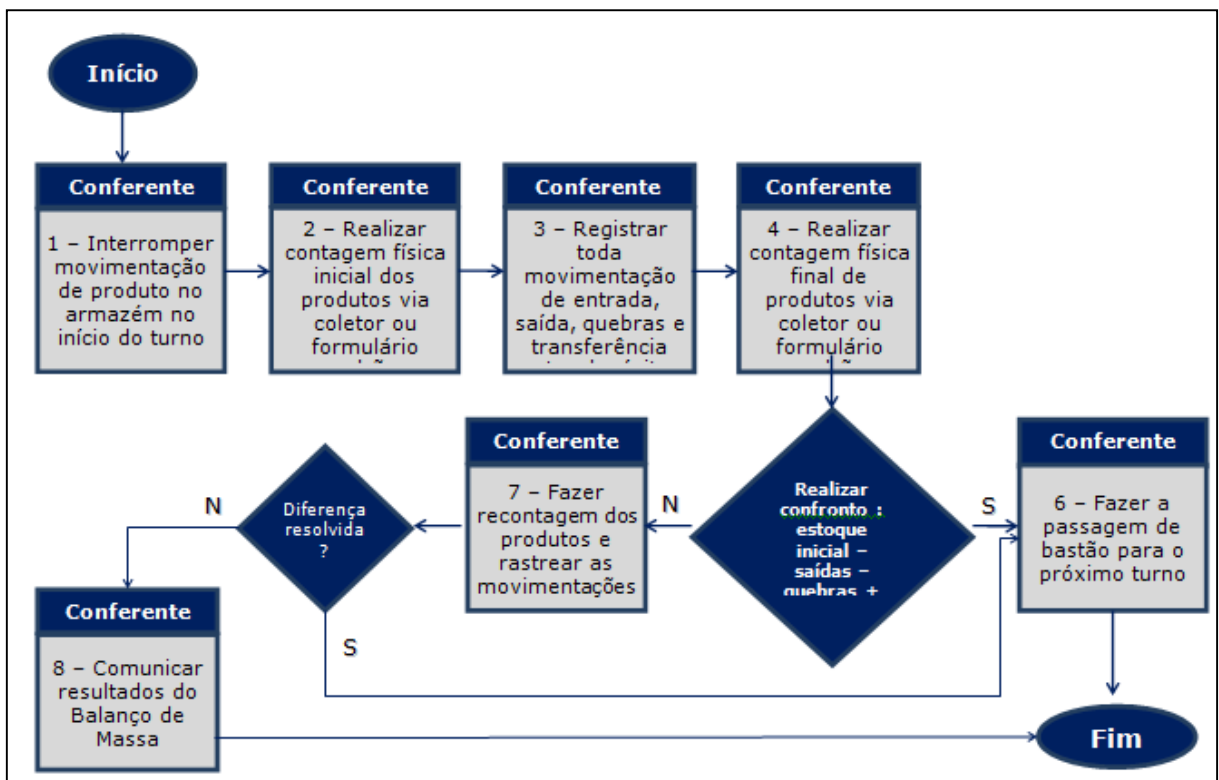 Início
Conferente
1 – Interromper
movimentação
de produto no
armazém no
início do turno
Conferente
2 – Realizar
contagem física
inicial dos
produtos via
coletor ou
formulário
Conferente
3 – Registrar
toda
movimentação
de entrada,
saída, quebras e
transferência
Conferente
4 – Realizar
contagem física
final de
produtos via
coletor ou
formulário
Realizar
confronto :
estoque
inicial –
saídas –
quebras +
N
S
Conferente
6 – Fazer a
passagem de
bastão para o
próximo turno
Conferente
7 – Fazer
recontagem dos
produtos e
rastrear as
movimentações
Diferença
resolvida
?
N
S
Conferente
8 – Comunicar
resultados do
Balanço de
Massa
Fim